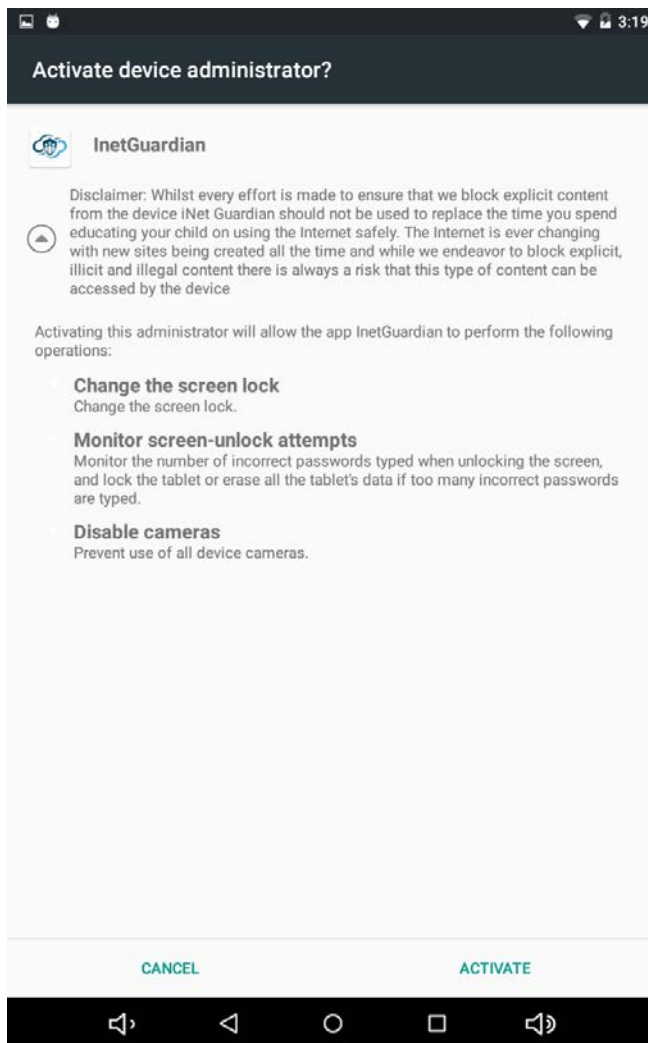 3:19
Activate device administrator?
InetGuardian
Disclaimer: Whilst every effort is made to ensure that we block explicit content
from the device iNet Guardian should not be used to replace the time you spend
educating your child on using the Internet safely. The Internet is ever changing
with new sites being created all the time and while we endeavor to block explicit,
illicit and illegal content there is always a risk that this type of content can be
accessed by the device
Activating this administrator will allow the app InetGuardian to perform the following
operations:
Change the screen lock
Change the screen lock.
Monitor screen-unlock attempts
Monitor the number of incorrect passwords typed when unlocking the screen,
and lock the tablet or erase all the tablet's data if too many incorrect passwords
are typed.
Disable cameras
Prevent use of all device cameras.
CANCEL
ACTIVATE